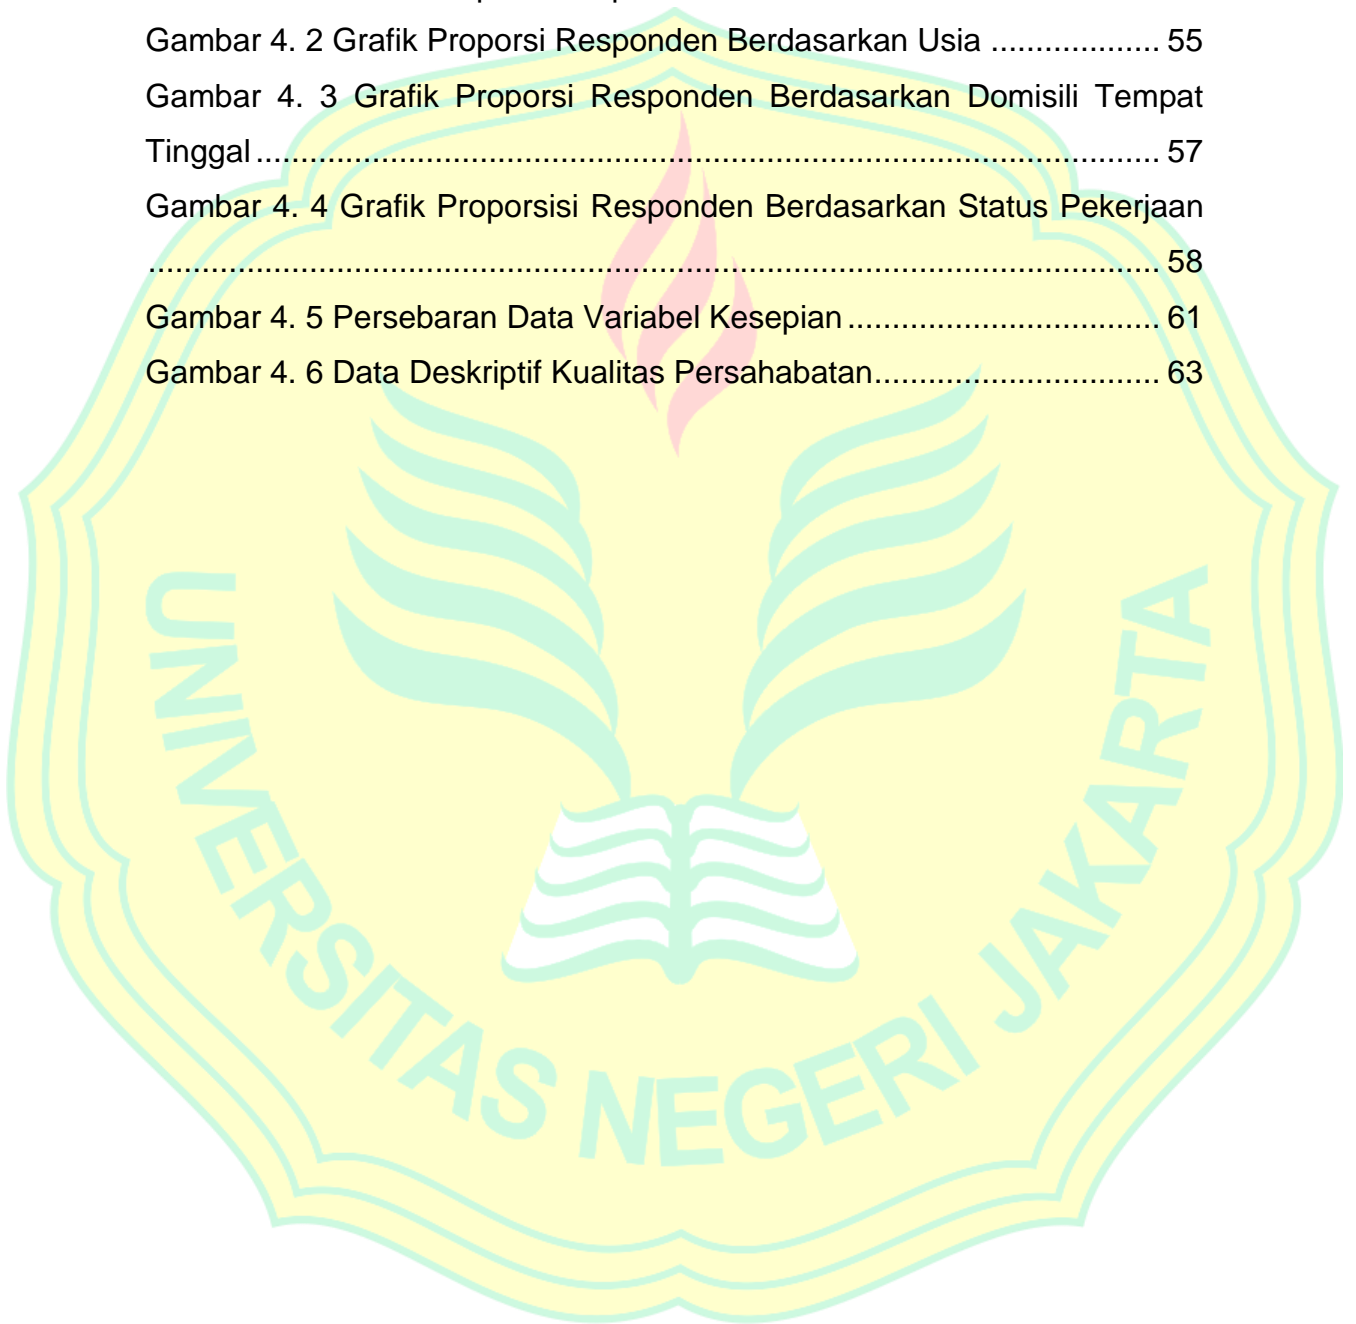 Gambar 4. 2 Grafik Proporsi Responden Berdasarkan Usia ................... 55
Gambar 4. 3 Grafik Proporsi Responden Berdasarkan Domisili Tempat
Tinggal ..................................................................................................... 57
Gambar 4. 4 Grafik Proporsisi Responden Berdasarkan Status Pekerjaan
................................................................................................................. 58
Gambar 4. 5 Persebaran Data Variabel Kesepian ................................... 61
Gambar 4. 6 Data Deskriptif Kualitas Persahabatan................................ 63
UNIVERSITAS NEGERI JAKARTA